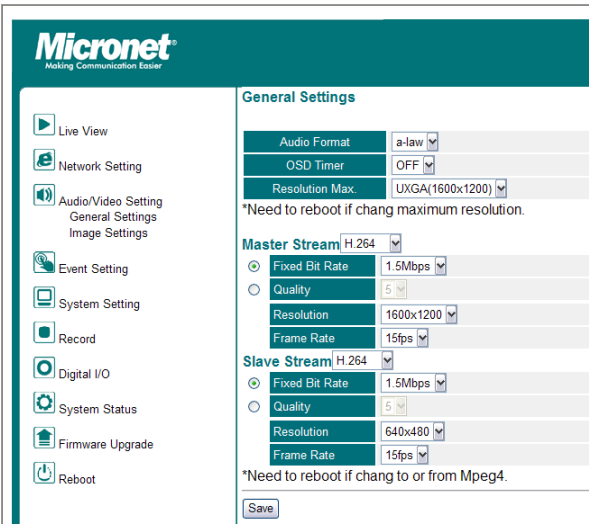 Micronet
Making Communication Easier
Live View
Network Setting
Audio/Video Setting
General Settings
Image Settings
Event Setting
System Setting
Record
Digital I/O
System Status
Firmware Upgrade
Reboot
General Settings
Audio Format a-law
OSD Timer OFF
Resolution Max. UXGA(1600x1200)
*Need to reboot if chang maximum resolution.
Master Stream H.264
Fixed Bit Rate 1.5Mbps
Quality 5
Resolution 1600x1200
Frame Rate 15fps
Slave Stream H.264
Fixed Bit Rate 1.5Mbps
Quality 5
Resolution 640x480
Frame Rate 15fps
*Need to reboot if chang to or from Mpeg4.
Save